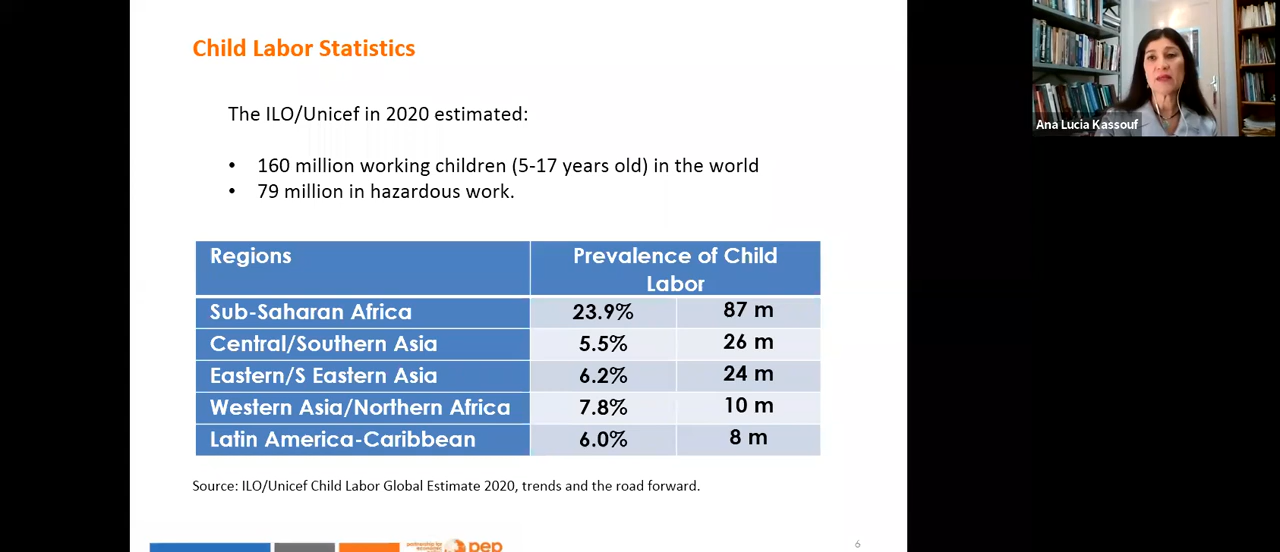 Child Labor Statistics
The ILO/Unicef in 2020 estimated:
• 160 million working children (5-17 years old) in the world
• 79 million in hazardous work.
Regions Prevalence of Child
Labor
Sub-Saharan Africa 23.9% 87 m
Central/Southern Asia 5.5% 26 m
Eastern/S Eastern Asia 6.2% 24 m
Western Asia/Northern Africa 7.8% 10 m
Latin America-Caribbean 6.0% 8 m
Source: ILO/Unicef Child Labor Global Estimate 2020, trends and the road forward.
partnership for
economic
pep
6
Ana Lucia Kassouf